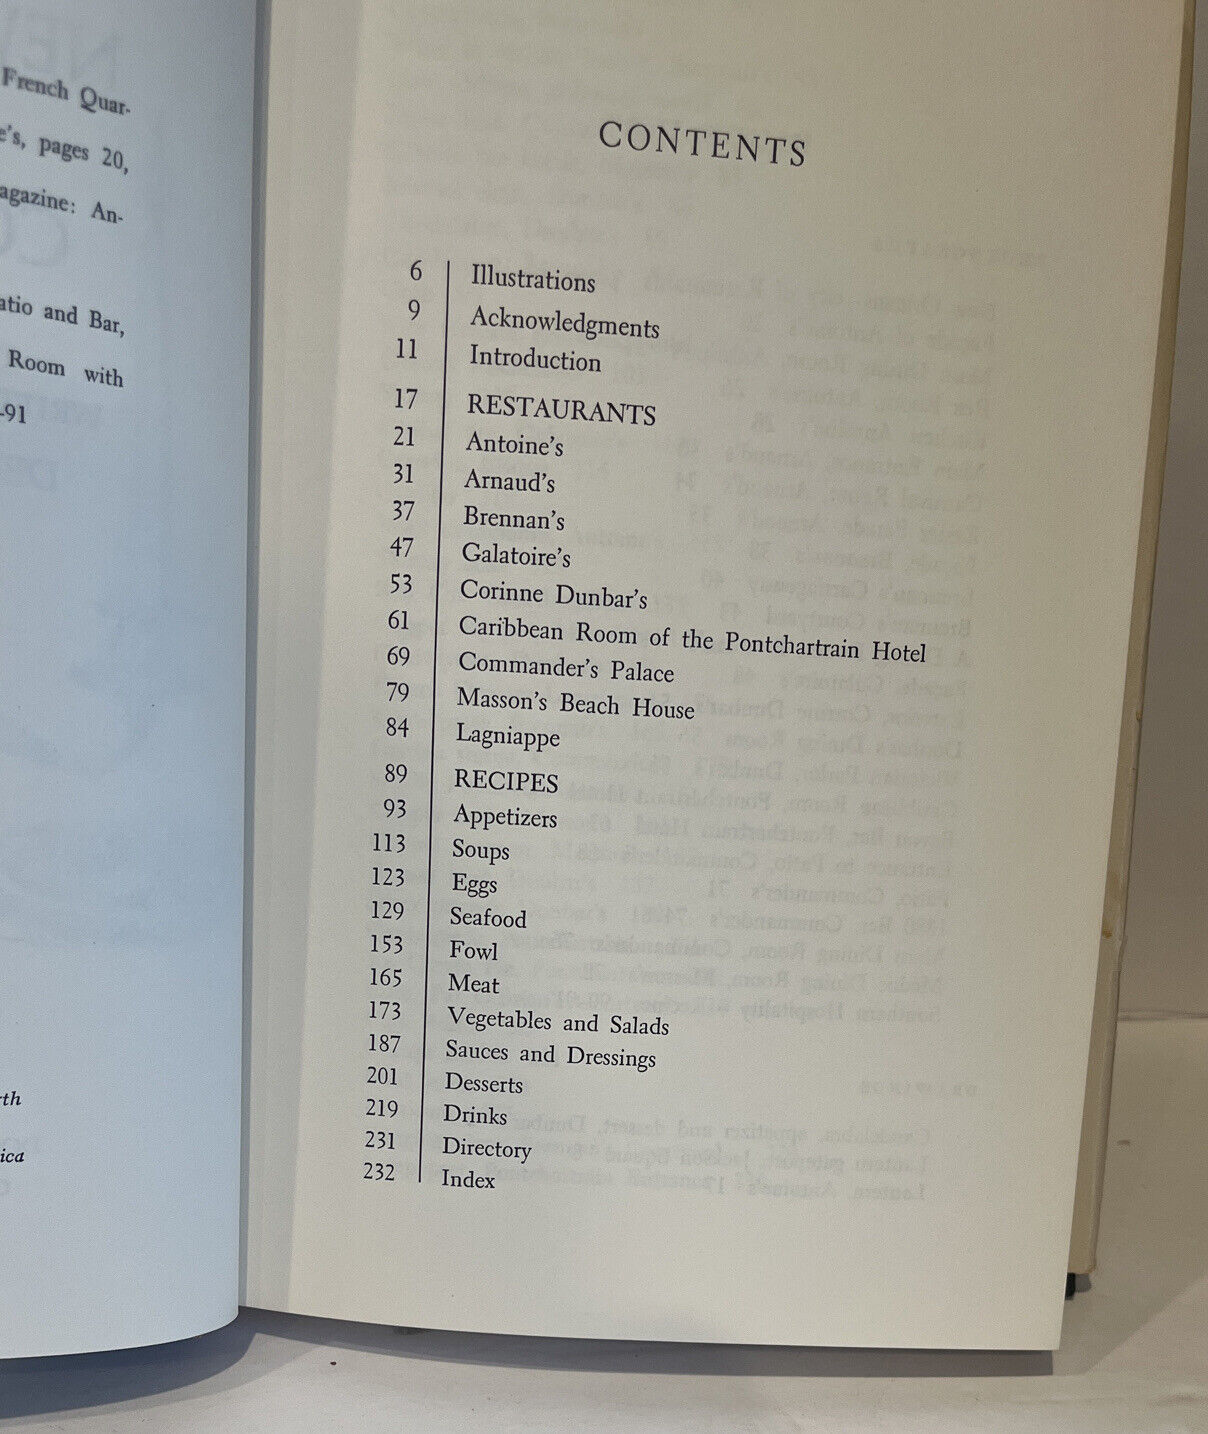 French Quar-
e's, pages 20,
agazine: An-
atio and Bar,
Room with
-91
rth
ica
CONTENTS
6 Illustrations
9 Acknowledgments
11 Introduction
17 RESTAURANTS
21 Antoine's
31 Arnaud's
37 Brennan's
47 Galatoire's
53 Corinne Dunbar's
61 Caribbean Room of the Pontchartrain Hotel
69 Commander's Palace
79 Masson's Beach House
84 Lagniappe
89 RECIPES
93 Appetizers
113 Soups
123 Eggs
129 Seafood
153 Fowl
165 Meat
173 Vegetables and Salads
187 Sauces and Dressings
201 Desserts
219 Drinks
231 Directory
232 Index